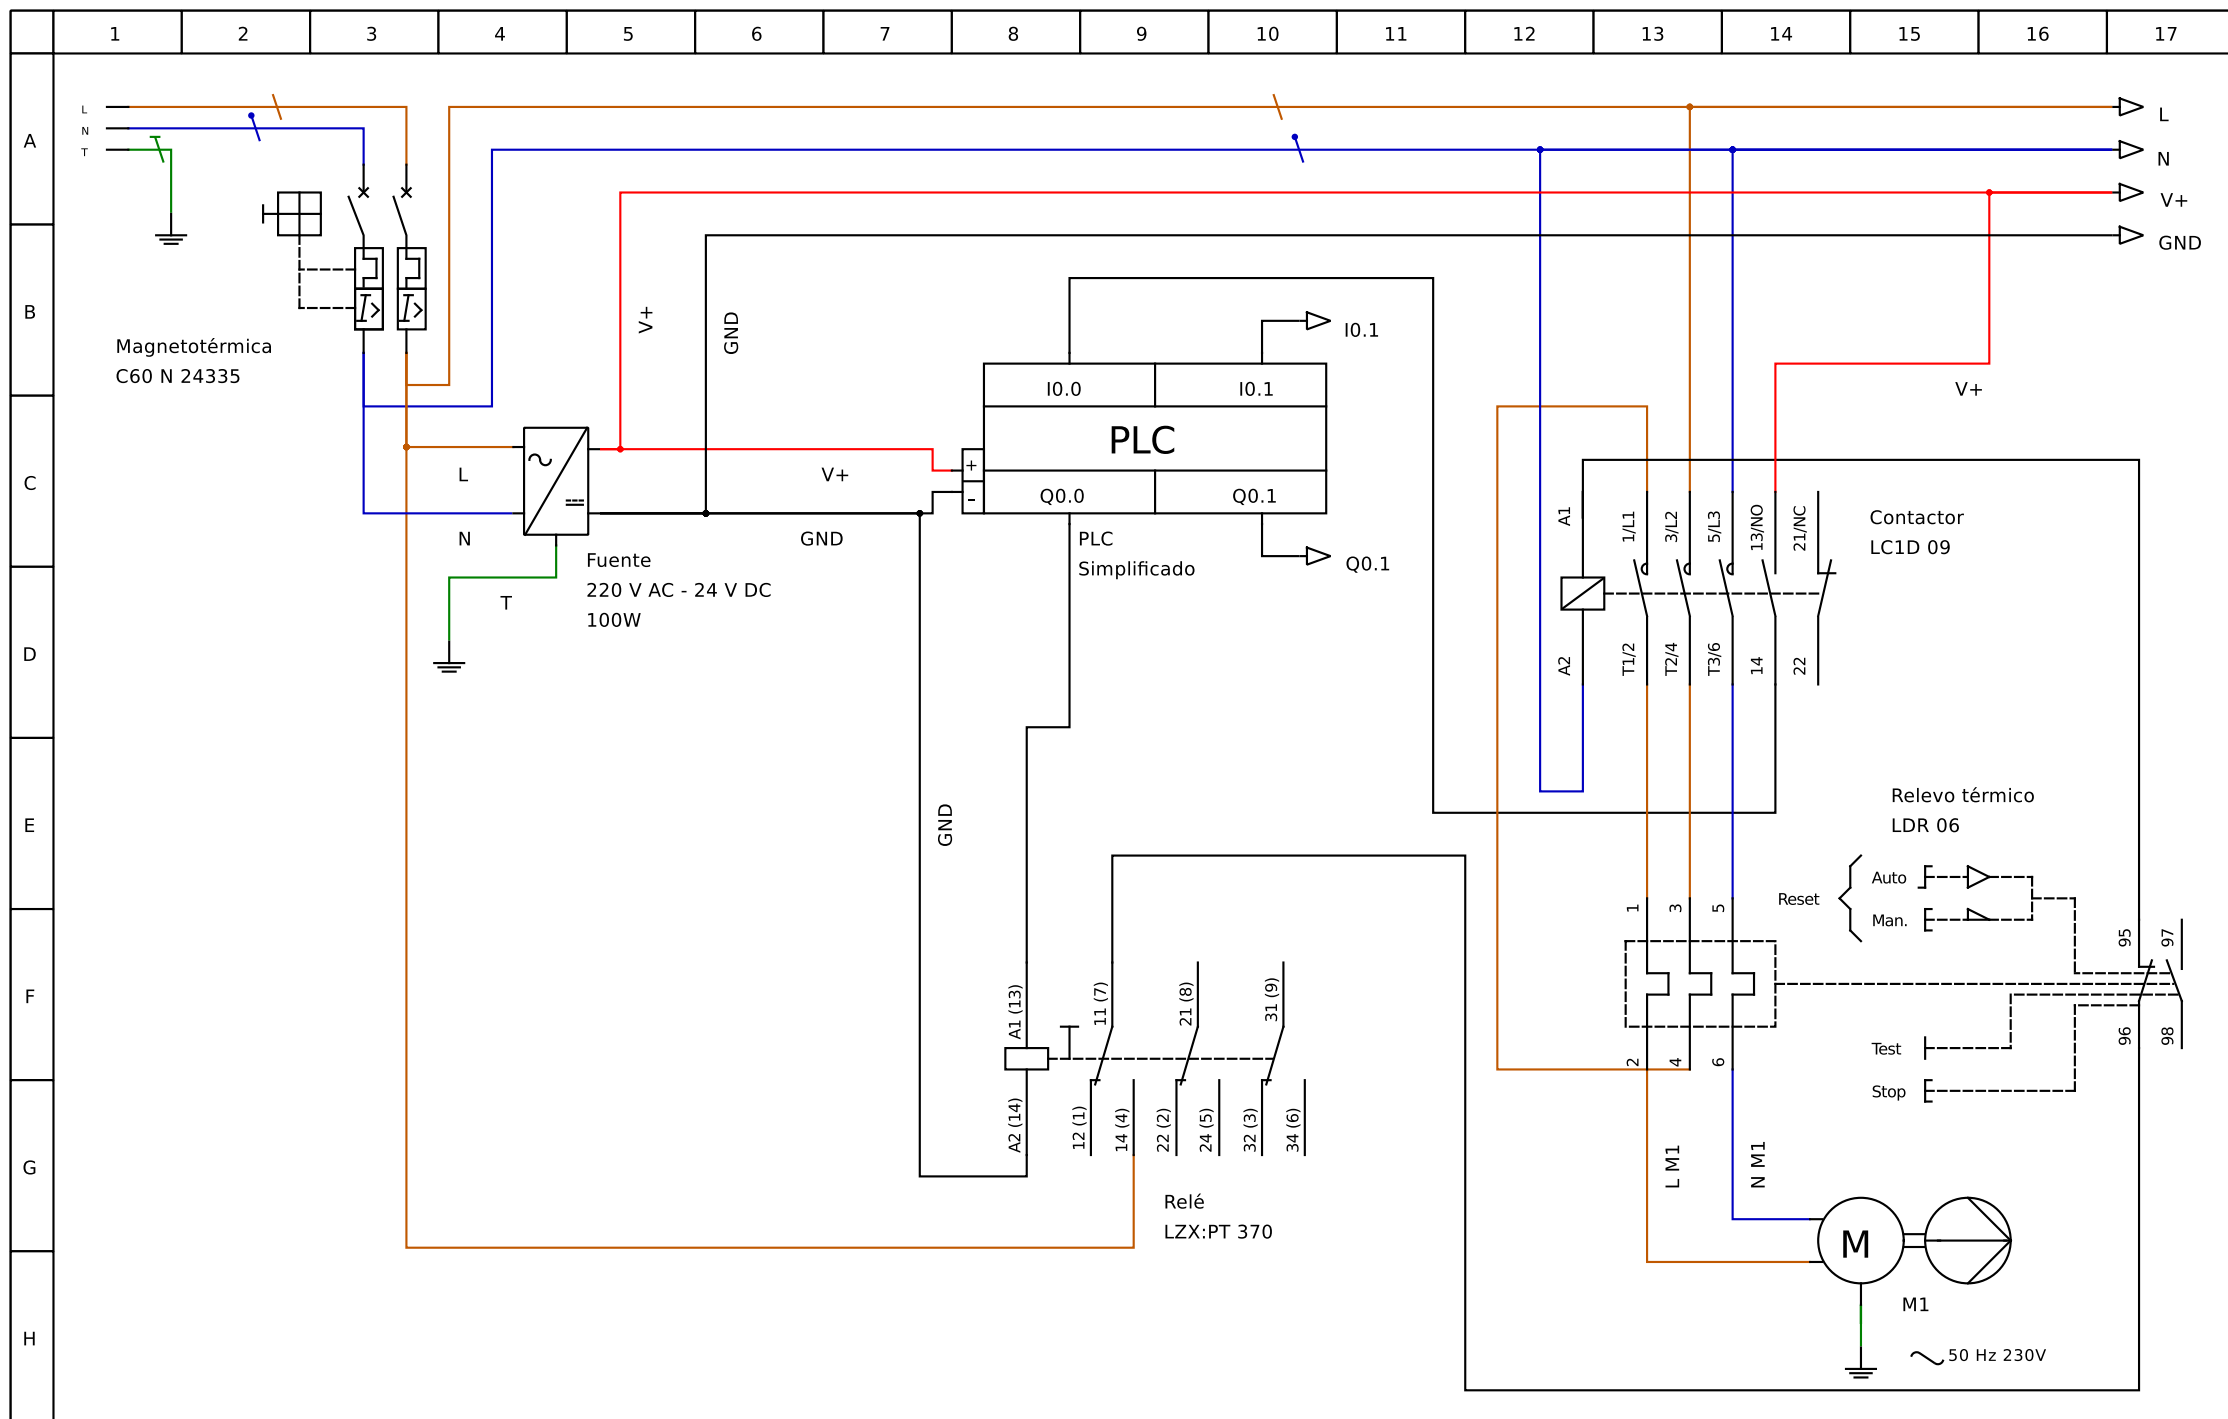 1 2 3 4 5 6 7 8 9 10 11 12 13 14 15 16 17
A
B
C
D
E
F
G
H
L
N
T
L
N
V+
GND
Magnetotérmica
C60 N 24335
V+
GND
I0.1
I0.0 I0.1
PLC
+
-
Q0.0 Q0.1
PLC
Simplificado
Q0.1
L
N
T
V+
GND
Fuente
220 V AC - 24 V DC
100W
V+
A1 1/L1 3/L2 5/L3 13/NO 21/NC
A2 T1/2 T2/4 T3/6 14 22
Contactor
LC1D 09
GND
Relevo térmico
LDR 06
Reset
Auto
Man.
1 3 5
2 4 6
95 97
96 98
Test
Stop
A1 (13) 11 (7) 21 (8) 31 (9)
A2 (14) 12 (1) 14 (4) 22 (2) 24 (5) 32 (3) 34 (6)
Relé
LZX:PT 370
L M1
N M1
M
M1
50 Hz 230V